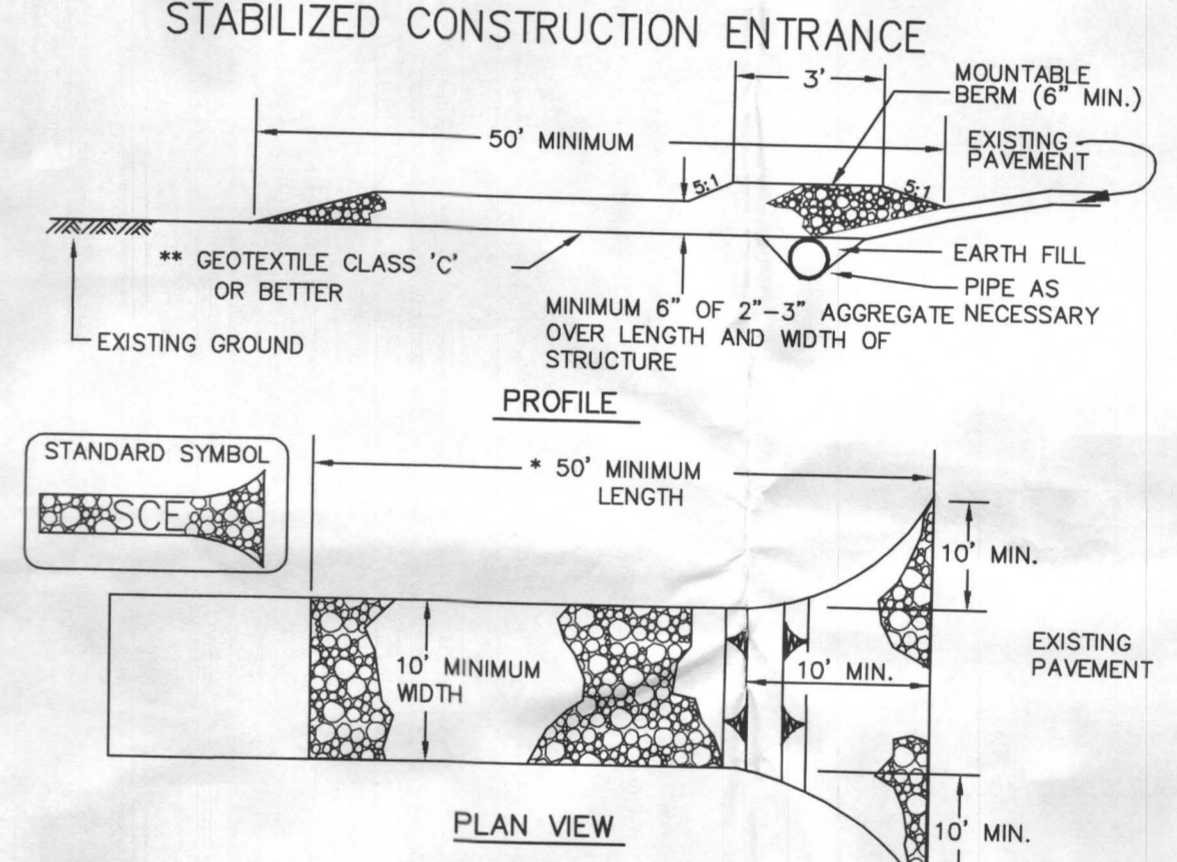 STABILIZED CONSTRUCTION ENTRANCE
3'
MOUNTABLE
BERM (6" MIN.)
50' MINIMUM
EXISTING
PAVEMENT
5:1
5:1
** GEOTEXTILE CLASS 'C'
OR BETTER
EARTH FILL
PIPE AS
NECESSARY
MINIMUM 6" OF 2"-3" AGGREGATE
OVER LENGTH AND WIDTH OF
STRUCTURE
EXISTING GROUND
PROFILE
STANDARD SYMBOL
SCE
* 50' MINIMUM
LENGTH
10' MIN.
10' MINIMUM
WIDTH
10' MIN.
EXISTING
PAVEMENT
PLAN VIEW
10' MIN.